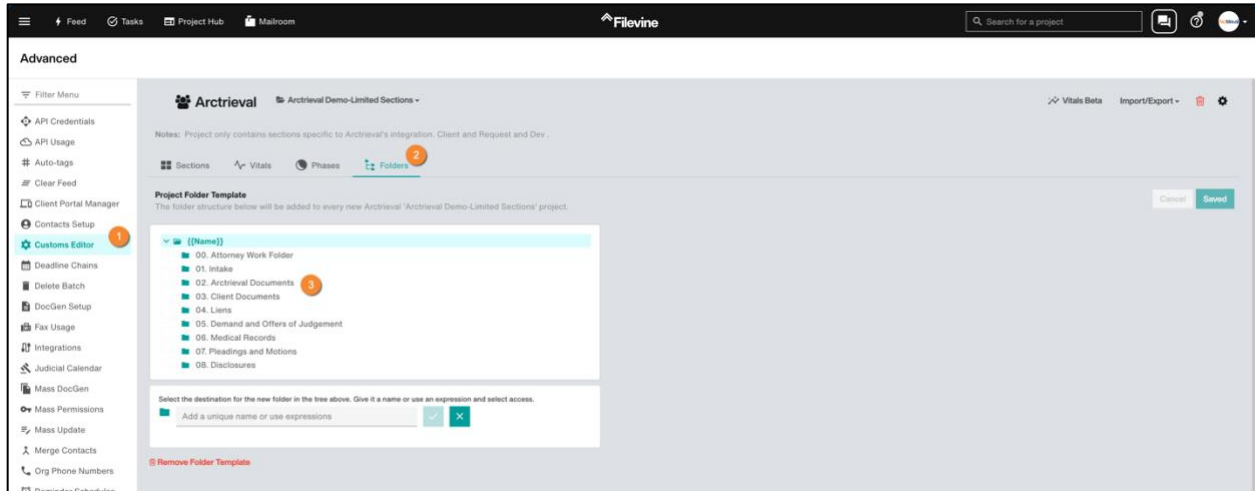 Feed
Tasks
Project Hub
Mailroom
Filevine
Search for a project
Advanced
Filter Menu
API Credentials
API Usage
Auto-tags
Clear Feed
Client Portal Manager
Contacts Setup
Customs Editor
1
Deadline Chains
Delete Batch
DocGen Setup
Fax Usage
Integrations
Judicial Calendar
Mass DocGen
Mass Permissions
Mass Update
Merge Contacts
Org Phone Numbers
Reminder Schedules
Arctrieval
Arctrieval Demo-Limited Sections
Vitals Beta
Import/Export
Notes: Project only contains sections specific to Arctrieval's integration. Client and Request and Dev .
Sections
Vitals
Phases
Folders
2
Project Folder Template
The folder structure below will be added to every new Arctrieval 'Arctrieval Demo-Limited Sections' project.
Cancel
Saved
{{Name}}
00. Attorney Work Folder
01. Intake
02. Arctrieval Documents
3
03. Client Documents
04. Liens
05. Demand and Offers of Judgement
06. Medical Records
07. Pleadings and Motions
08. Disclosures
Select the destination for the new folder in the tree above. Give it a name or use an expression and select access.
Add a unique name or use expressions
Remove Folder Template